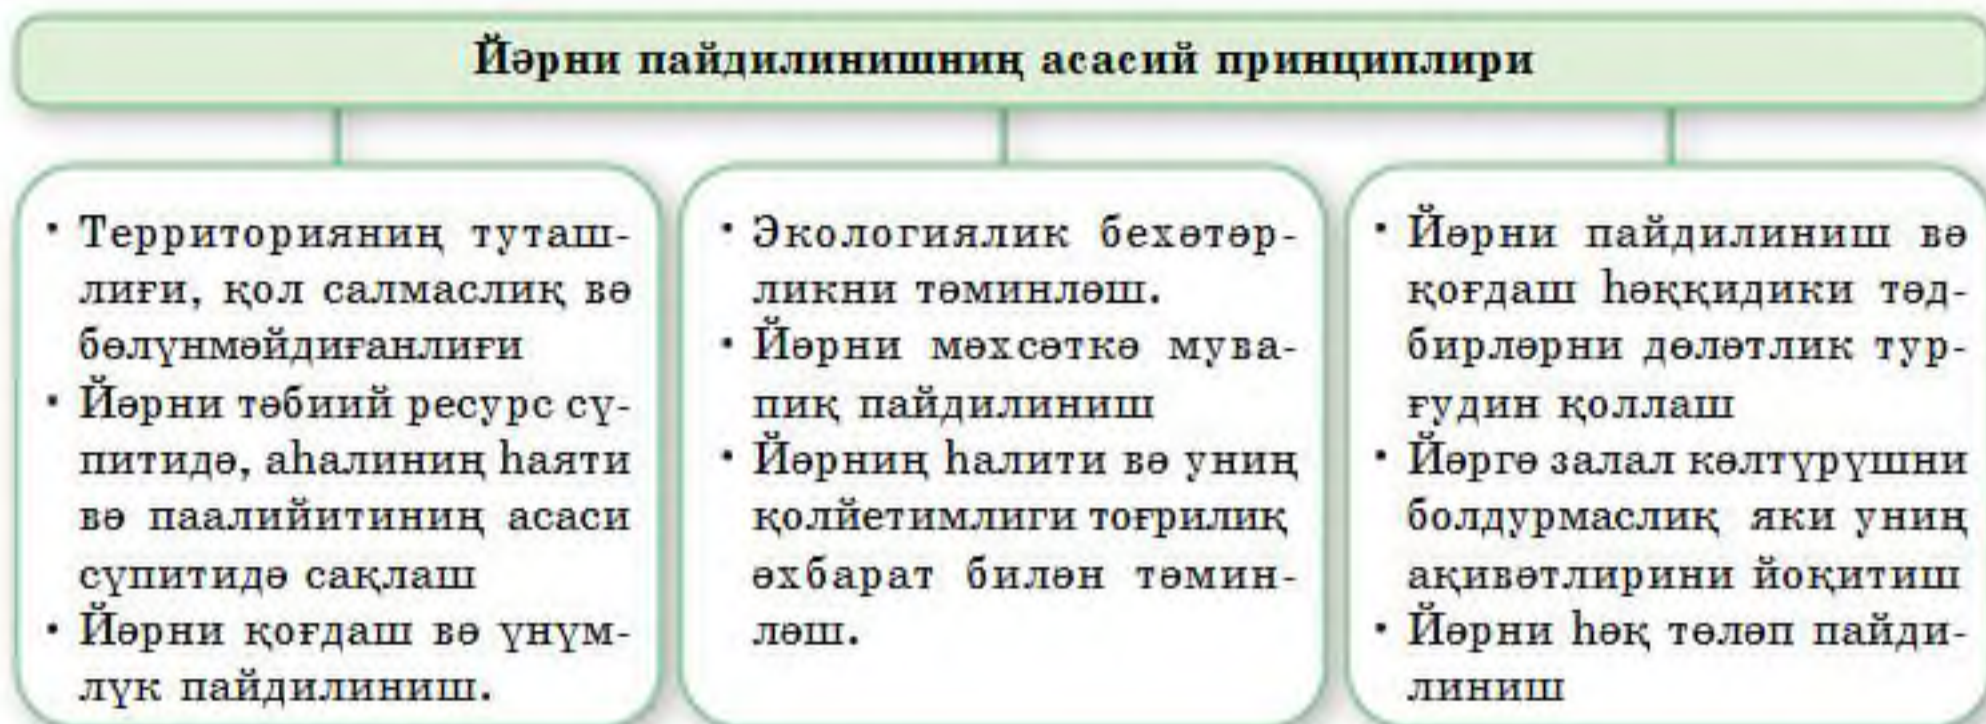 Йәрни пайдилинишниң асасий принциплири
• Территорияниң туташ-
лиғи, қол салмаслиқ вә
бөлүнмәйдиғанлиғи
• Йәрни тәбиий ресурс сү-
питидә, аһалиниң һаяти
вә паалийитиниң асаси
сүпитидә сақлаш
• Йәрни қоғдаш вә үнүм-
лүк пайдилиниш.
• Экологиялик бехәтәр-
ликни тәминләш.
• Йәрни мәхсәткә мува-
пиқ пайдилиниш
• Йәрниң һалити вә униң
қолйетимлиги тоғрилиқ
әхбарат билән тәмин-
ләш.
• Йәрни пайдилиниш вә
қоғдаш һәққидики тәд-
бирләрни дөләтлик тур-
ғудин қоллаш
• Йәргә залал кәлтүрүшни
болдурмаслиқ яки униң
ақивәтлирини йоқитиш
• Йәрни һәқ төләп пайди-
линиш